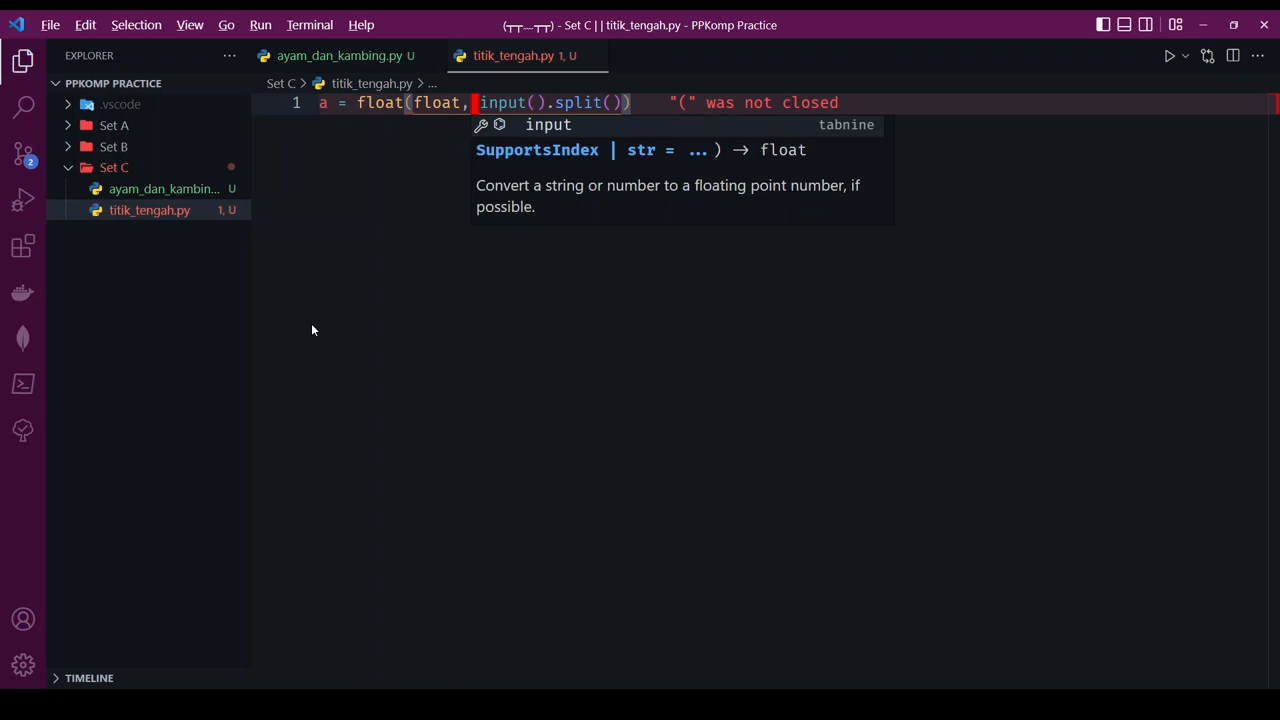 File Edit Selection View Go Run Terminal Help (┬┬﹏┬┬) - Set C | | titik_tengah.py - PPKomp Practice
EXPLORER ···
ayam_dan_kambing.py U
titik_tengah.py 1, U
PPKOMP PRACTICE
Set C > titik_tengah.py > ...
.vscode
Set A
Set B
Set C
ayam_dan_kambin... U
titik_tengah.py 1, U
2
1 a = float(float, input().split()) "(" was not closed
input tabnine
SupportsIndex | str = ... ) → float
Convert a string or number to a floating point number, if
possible.
TIMELINE